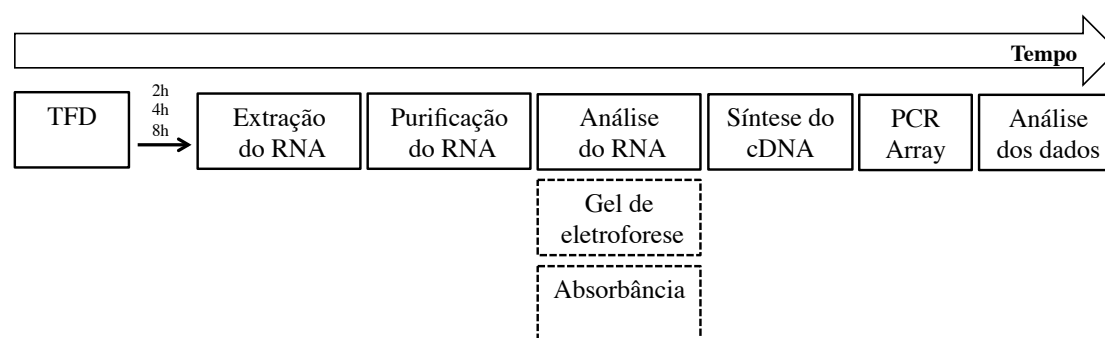 Tempo
TFD
2h
4h
8h
Extração
do RNA
Purificação
do RNA
Análise
do RNA
Síntese do
cDNA
PCR
Array
Análise
dos dados
Gel de
eletroforese
Absorbância